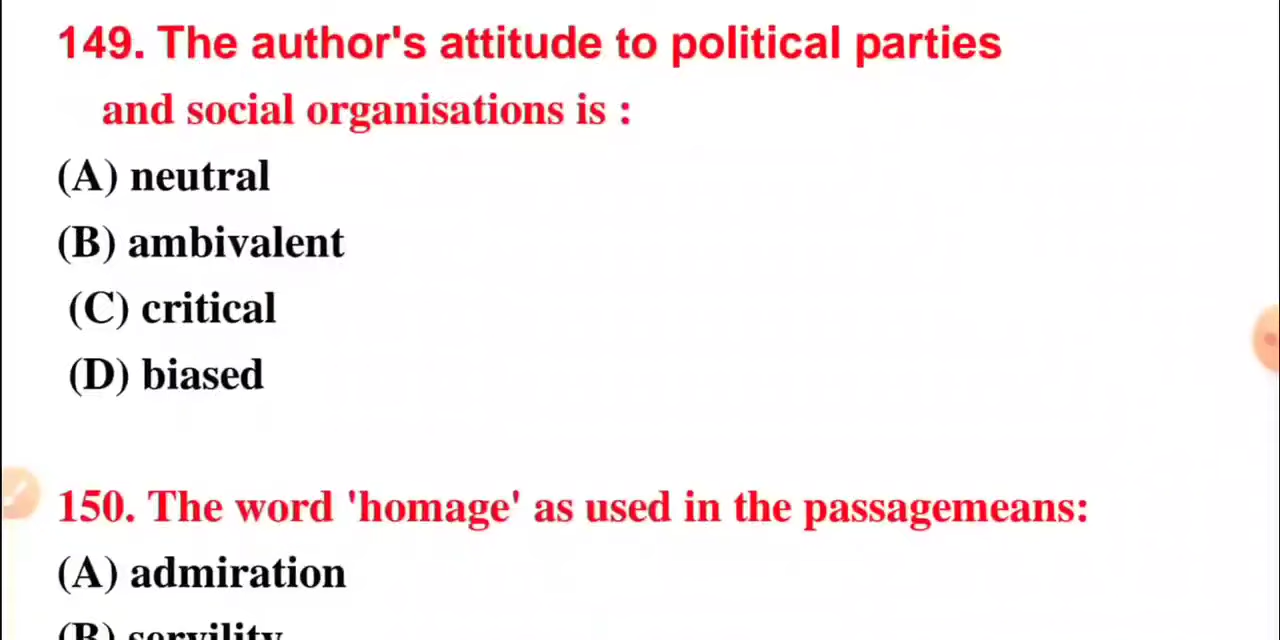 149. The author's attitude to political parties
and social organisations is :
(A) neutral
(B) ambivalent
(C) critical
(D) biased
150. The word 'homage' as used in the passagemeans:
(A) admiration
(B) servility